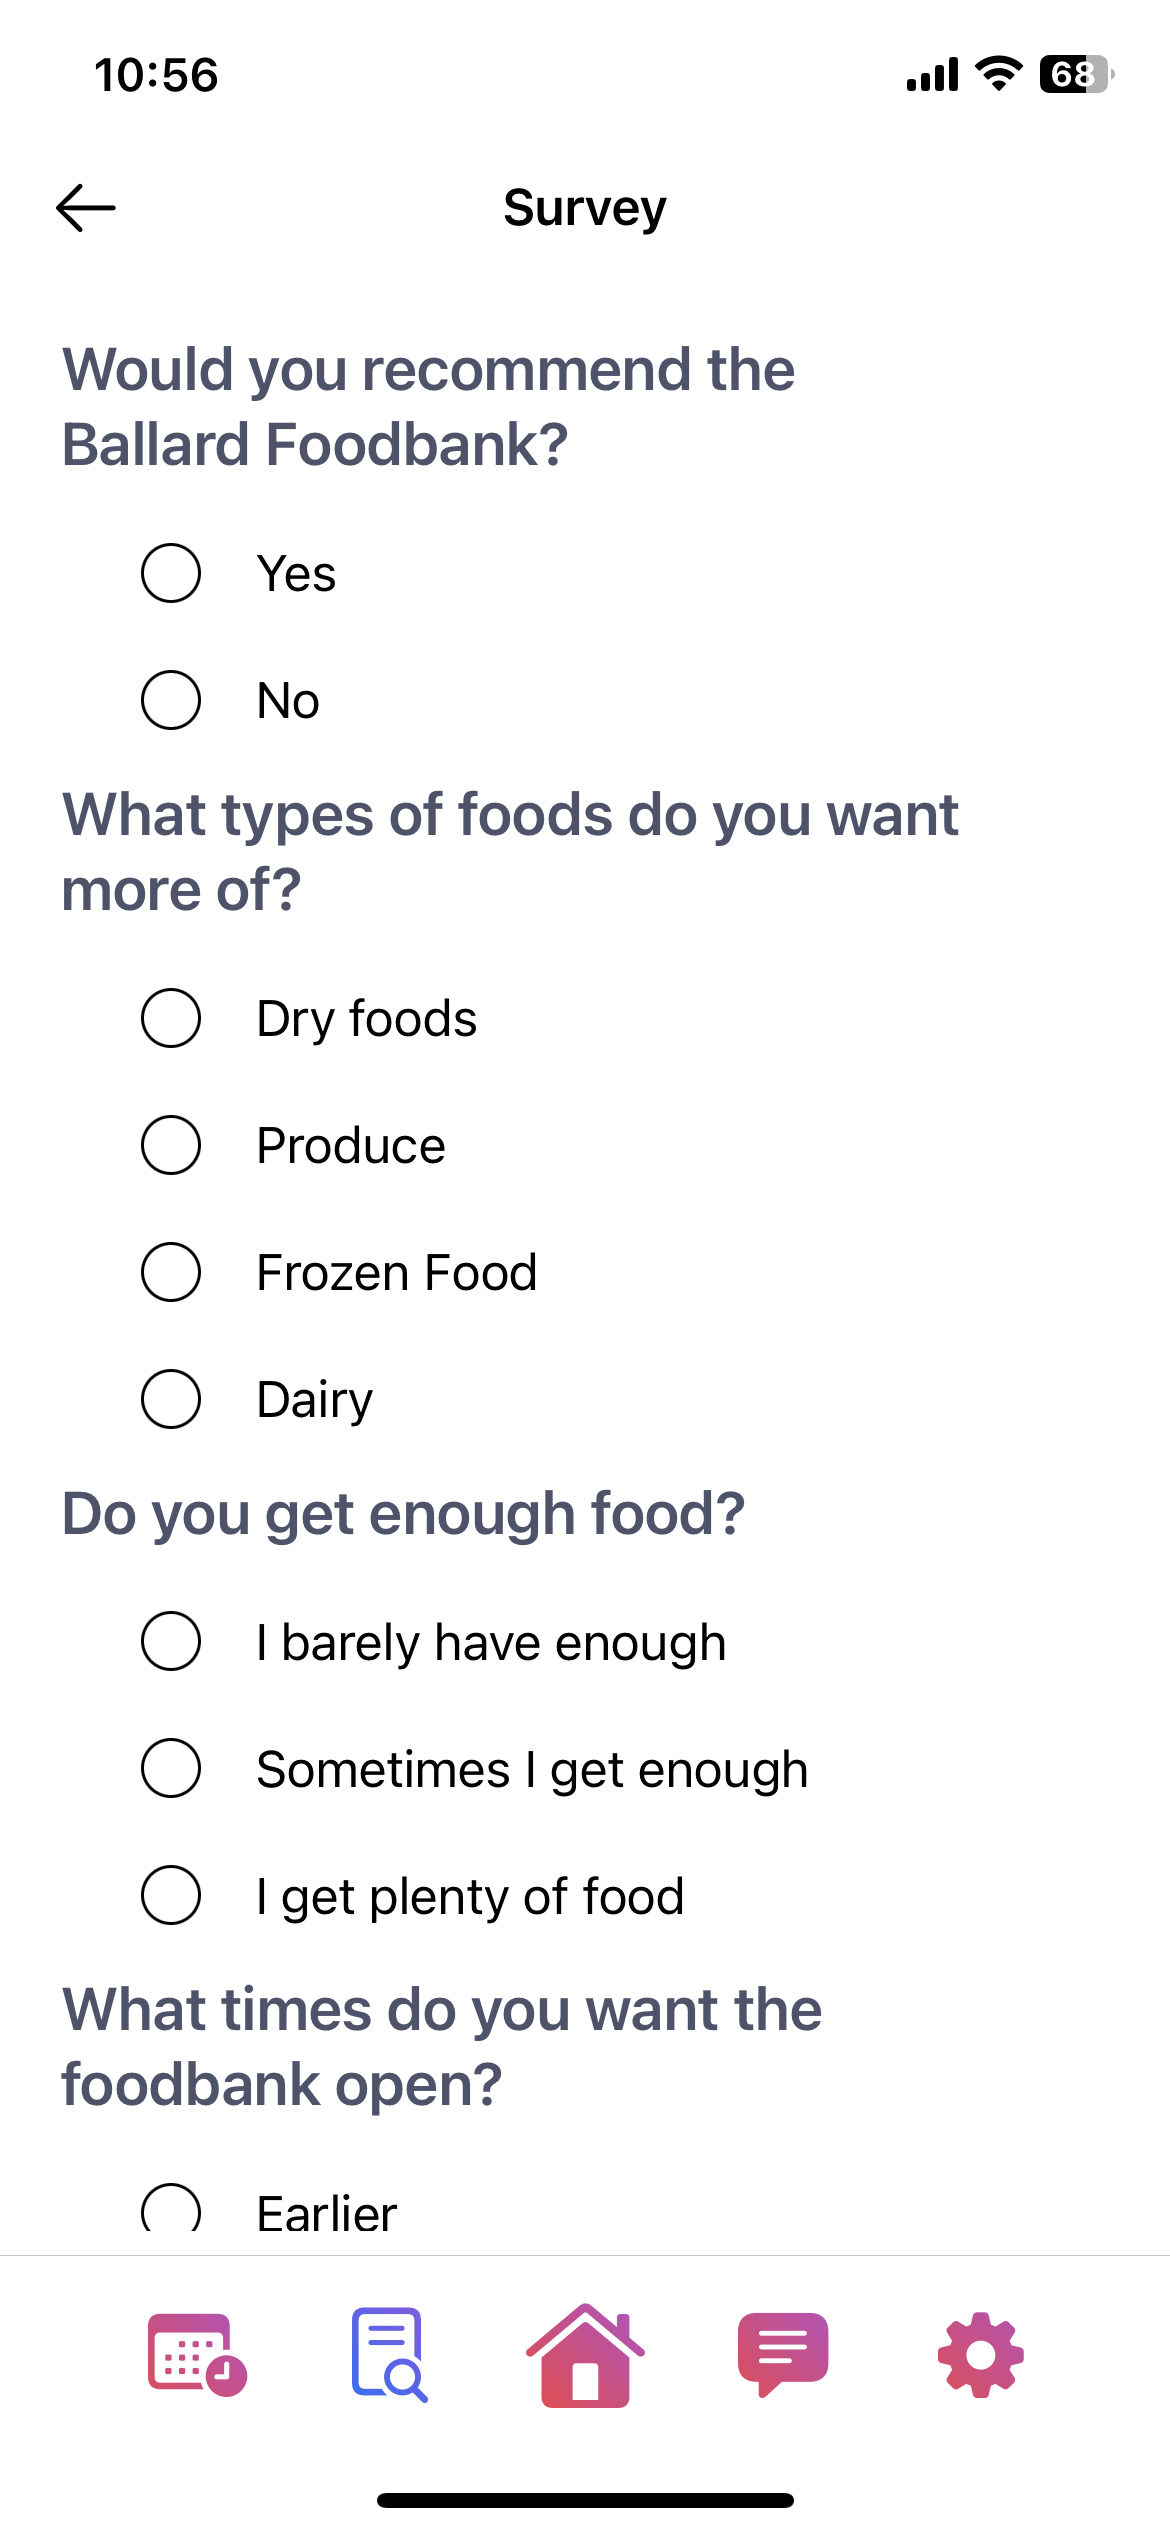 10:56
68
Survey
Would you recommend the
Ballard Foodbank?
Yes
No
What types of foods do you want
more of?
Dry foods
Produce
Frozen Food
Dairy
Do you get enough food?
I barely have enough
Sometimes I get enough
I get plenty of food
What times do you want the
foodbank open?
Earlier